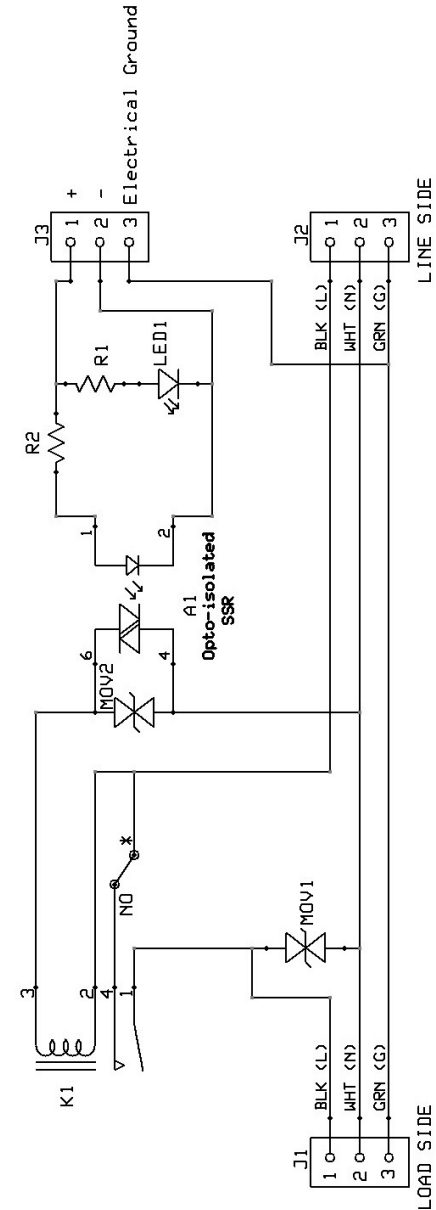 K1
3
2
4
1
NO
*
MOV2
6
4
A1
Opto-isolated
SSR
1
2
R2
R1
LED1
J3
1 +
2 -
3 Electrical Ground
MOV1
J1
1
2
3
BLK (L)
WHT (N)
GRN (G)
LOAD SIDE
J2
BLK (L)
WHT (N)
GRN (G)
1
2
3
LINE SIDE